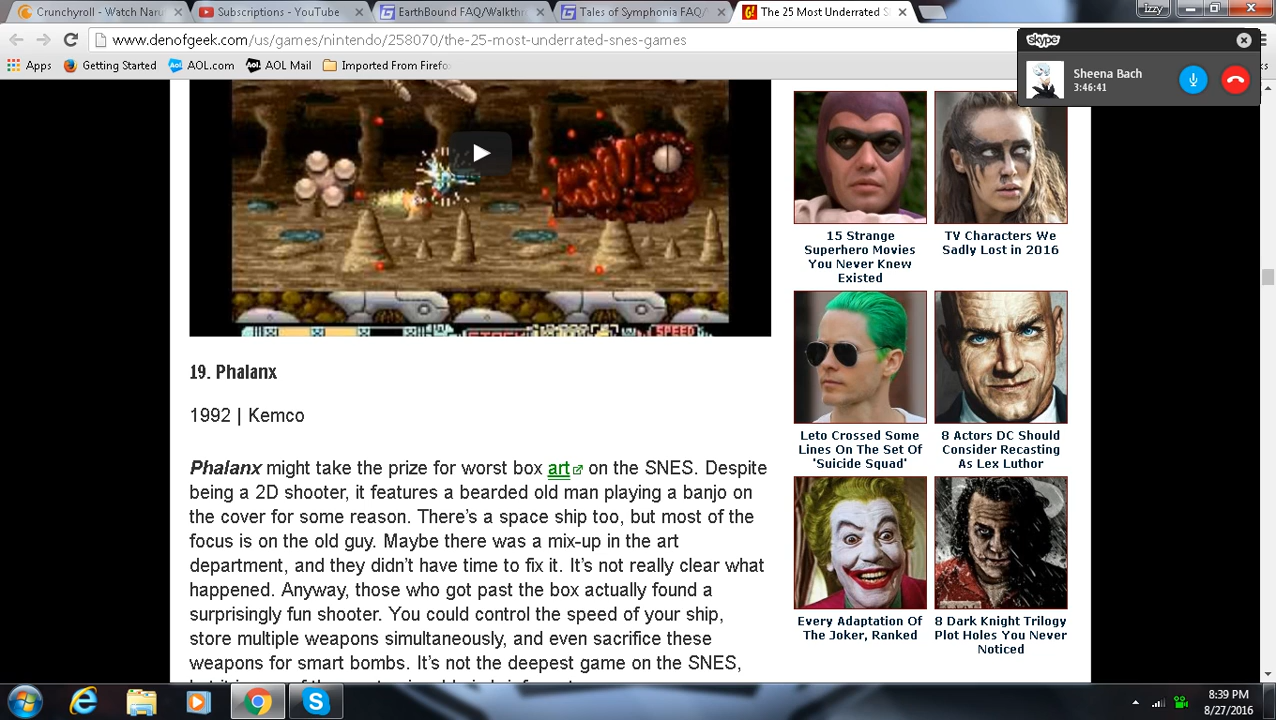 Crunchyroll - Watch Naru
Subscriptions - YouTube
EarthBound FAQ/Walkthr
Tales of Symphonia FAQ/
The 25 Most Underrated S
Izzy
www.denofgeek.com/us/games/nintendo/258070/the-25-most-underrated-snes-games
Apps
Getting Started
AOL.com
AOL Mail
Imported From Firefo
skype
Sheena Bach
3:46:41
SPEED
19. Phalanx
1992 | Kemco
Phalanx might take the prize for worst box art on the SNES. Despite
being a 2D shooter, it features a bearded old man playing a banjo on
the cover for some reason. There's a space ship too, but most of the
focus is on the old guy. Maybe there was a mix-up in the art
department, and they didn't have time to fix it. It's not really clear what
happened. Anyway, those who got past the box actually found a
surprisingly fun shooter. You could control the speed of your ship,
store multiple weapons simultaneously, and even sacrifice these
weapons for smart bombs. It's not the deepest game on the SNES,
15 Strange
Superhero Movies
You Never Knew
Existed
TV Characters We
Sadly Lost in 2016
Leto Crossed Some
Lines On The Set Of
'Suicide Squad'
8 Actors DC Should
Consider Recasting
As Lex Luthor
Every Adaptation Of
The Joker, Ranked
8 Dark Knight Trilogy
Plot Holes You Never
Noticed
8:39 PM
8/27/2016